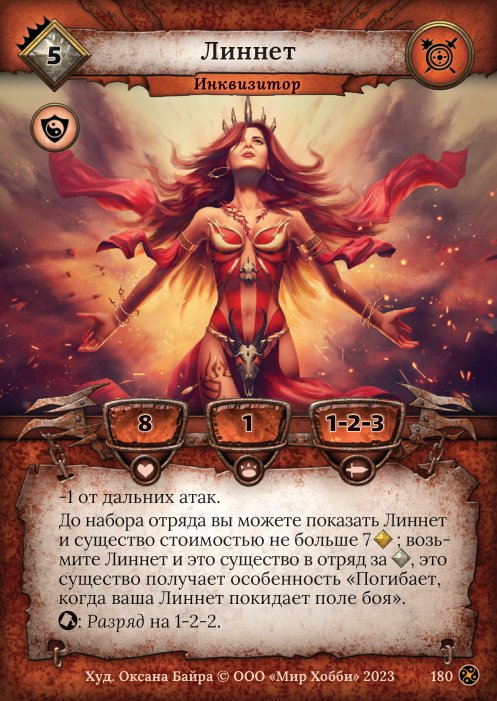 5
Линнет
Инквизитор
8 1 1-2-3
-1 от дальних атак.
До набора отряда вы можете показать Линнет
и существо стоимостью не больше 7 ; возь-
мите Линнет и это существо в отряд за , это
существо получает особенность «Погибает,
когда ваша Линнет покидает поле боя».
: Разряд на 1-2-2.
Худ. Оксана Байра © ООО «Мир Хобби» 2023 180